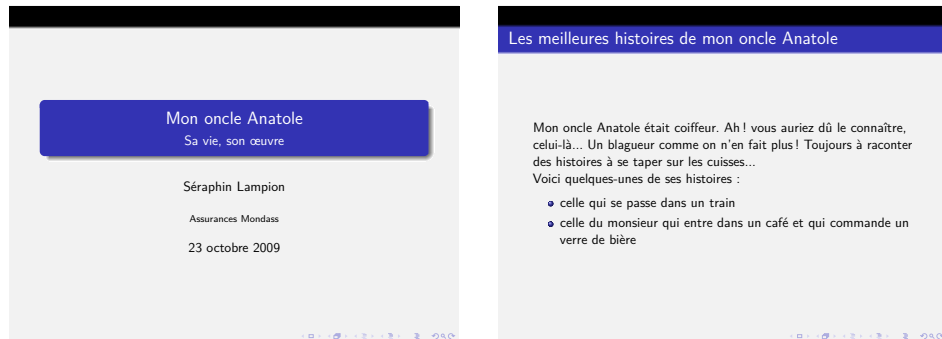 Mon oncle Anatole
Sa vie, son œuvre
Séraphin Lampion
Assurances Mondass
23 octobre 2009
Les meilleures histoires de mon oncle Anatole
Mon oncle Anatole était coiffeur. Ah ! vous auriez dû le connaître,
celui-là... Un blagueur comme on n'en fait plus ! Toujours à raconter
des histoires à se taper sur les cuisses...
Voici quelques-unes de ses histoires :
celle qui se passe dans un train
celle du monsieur qui entre dans un café et qui commande un
verre de bière